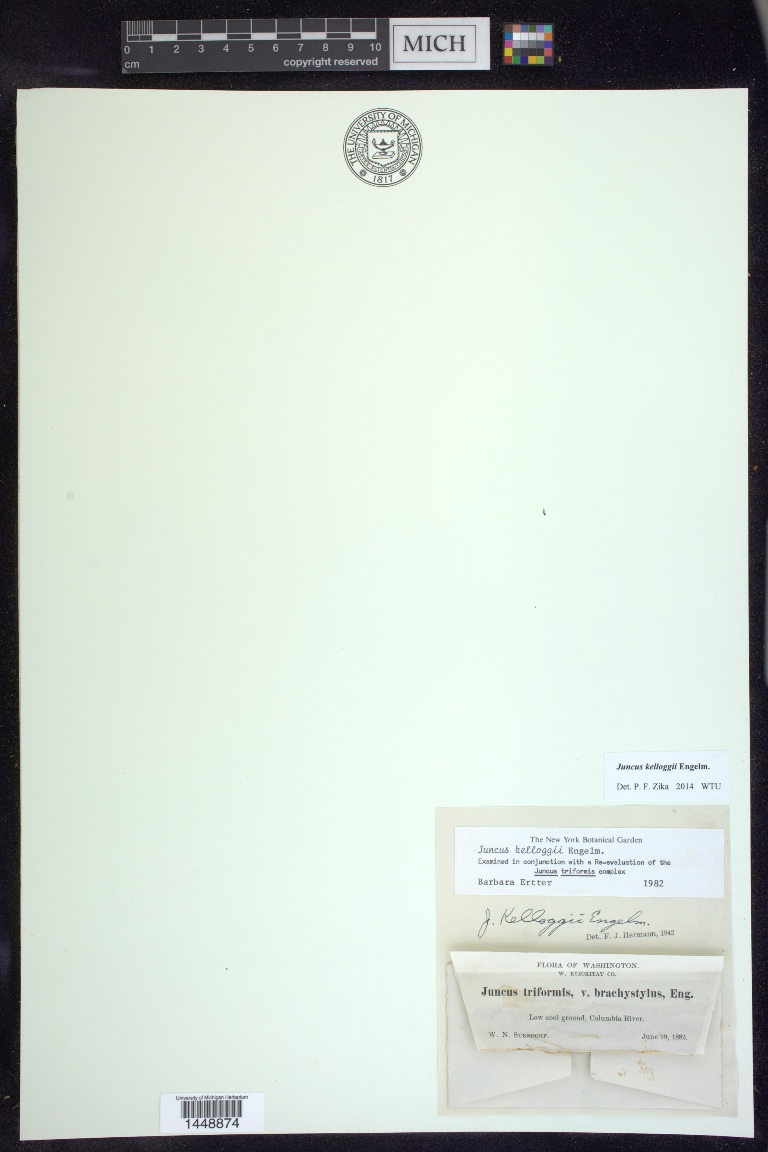 0 1 2 3 4 5 6 7 8 9 10
cm
copyright reserved
MICH
THE UNIVERSITY OF MICHIGAN
1817
Juncus kelloggii Engelm.
Det. P. F. Zika 2014 WTU
The New York Botanical Garden
Juncus kelloggii Engelm.
Examined in conjunction with a Re-evaluation of the
Juncus triformis complex
Barbara Ertter 1982
J. Kelloggii Engelm.
Det. F. J. Hermann, 1942
FLORA OF WASHINGTON.
W. KLICKITAT CO.
Juncus triformis, v. brachystylus, Eng.
Low cool ground, Columbia River.
W. N. SUKSDORF. June 19, 1882.
University of Michigan Herbarium
1448874